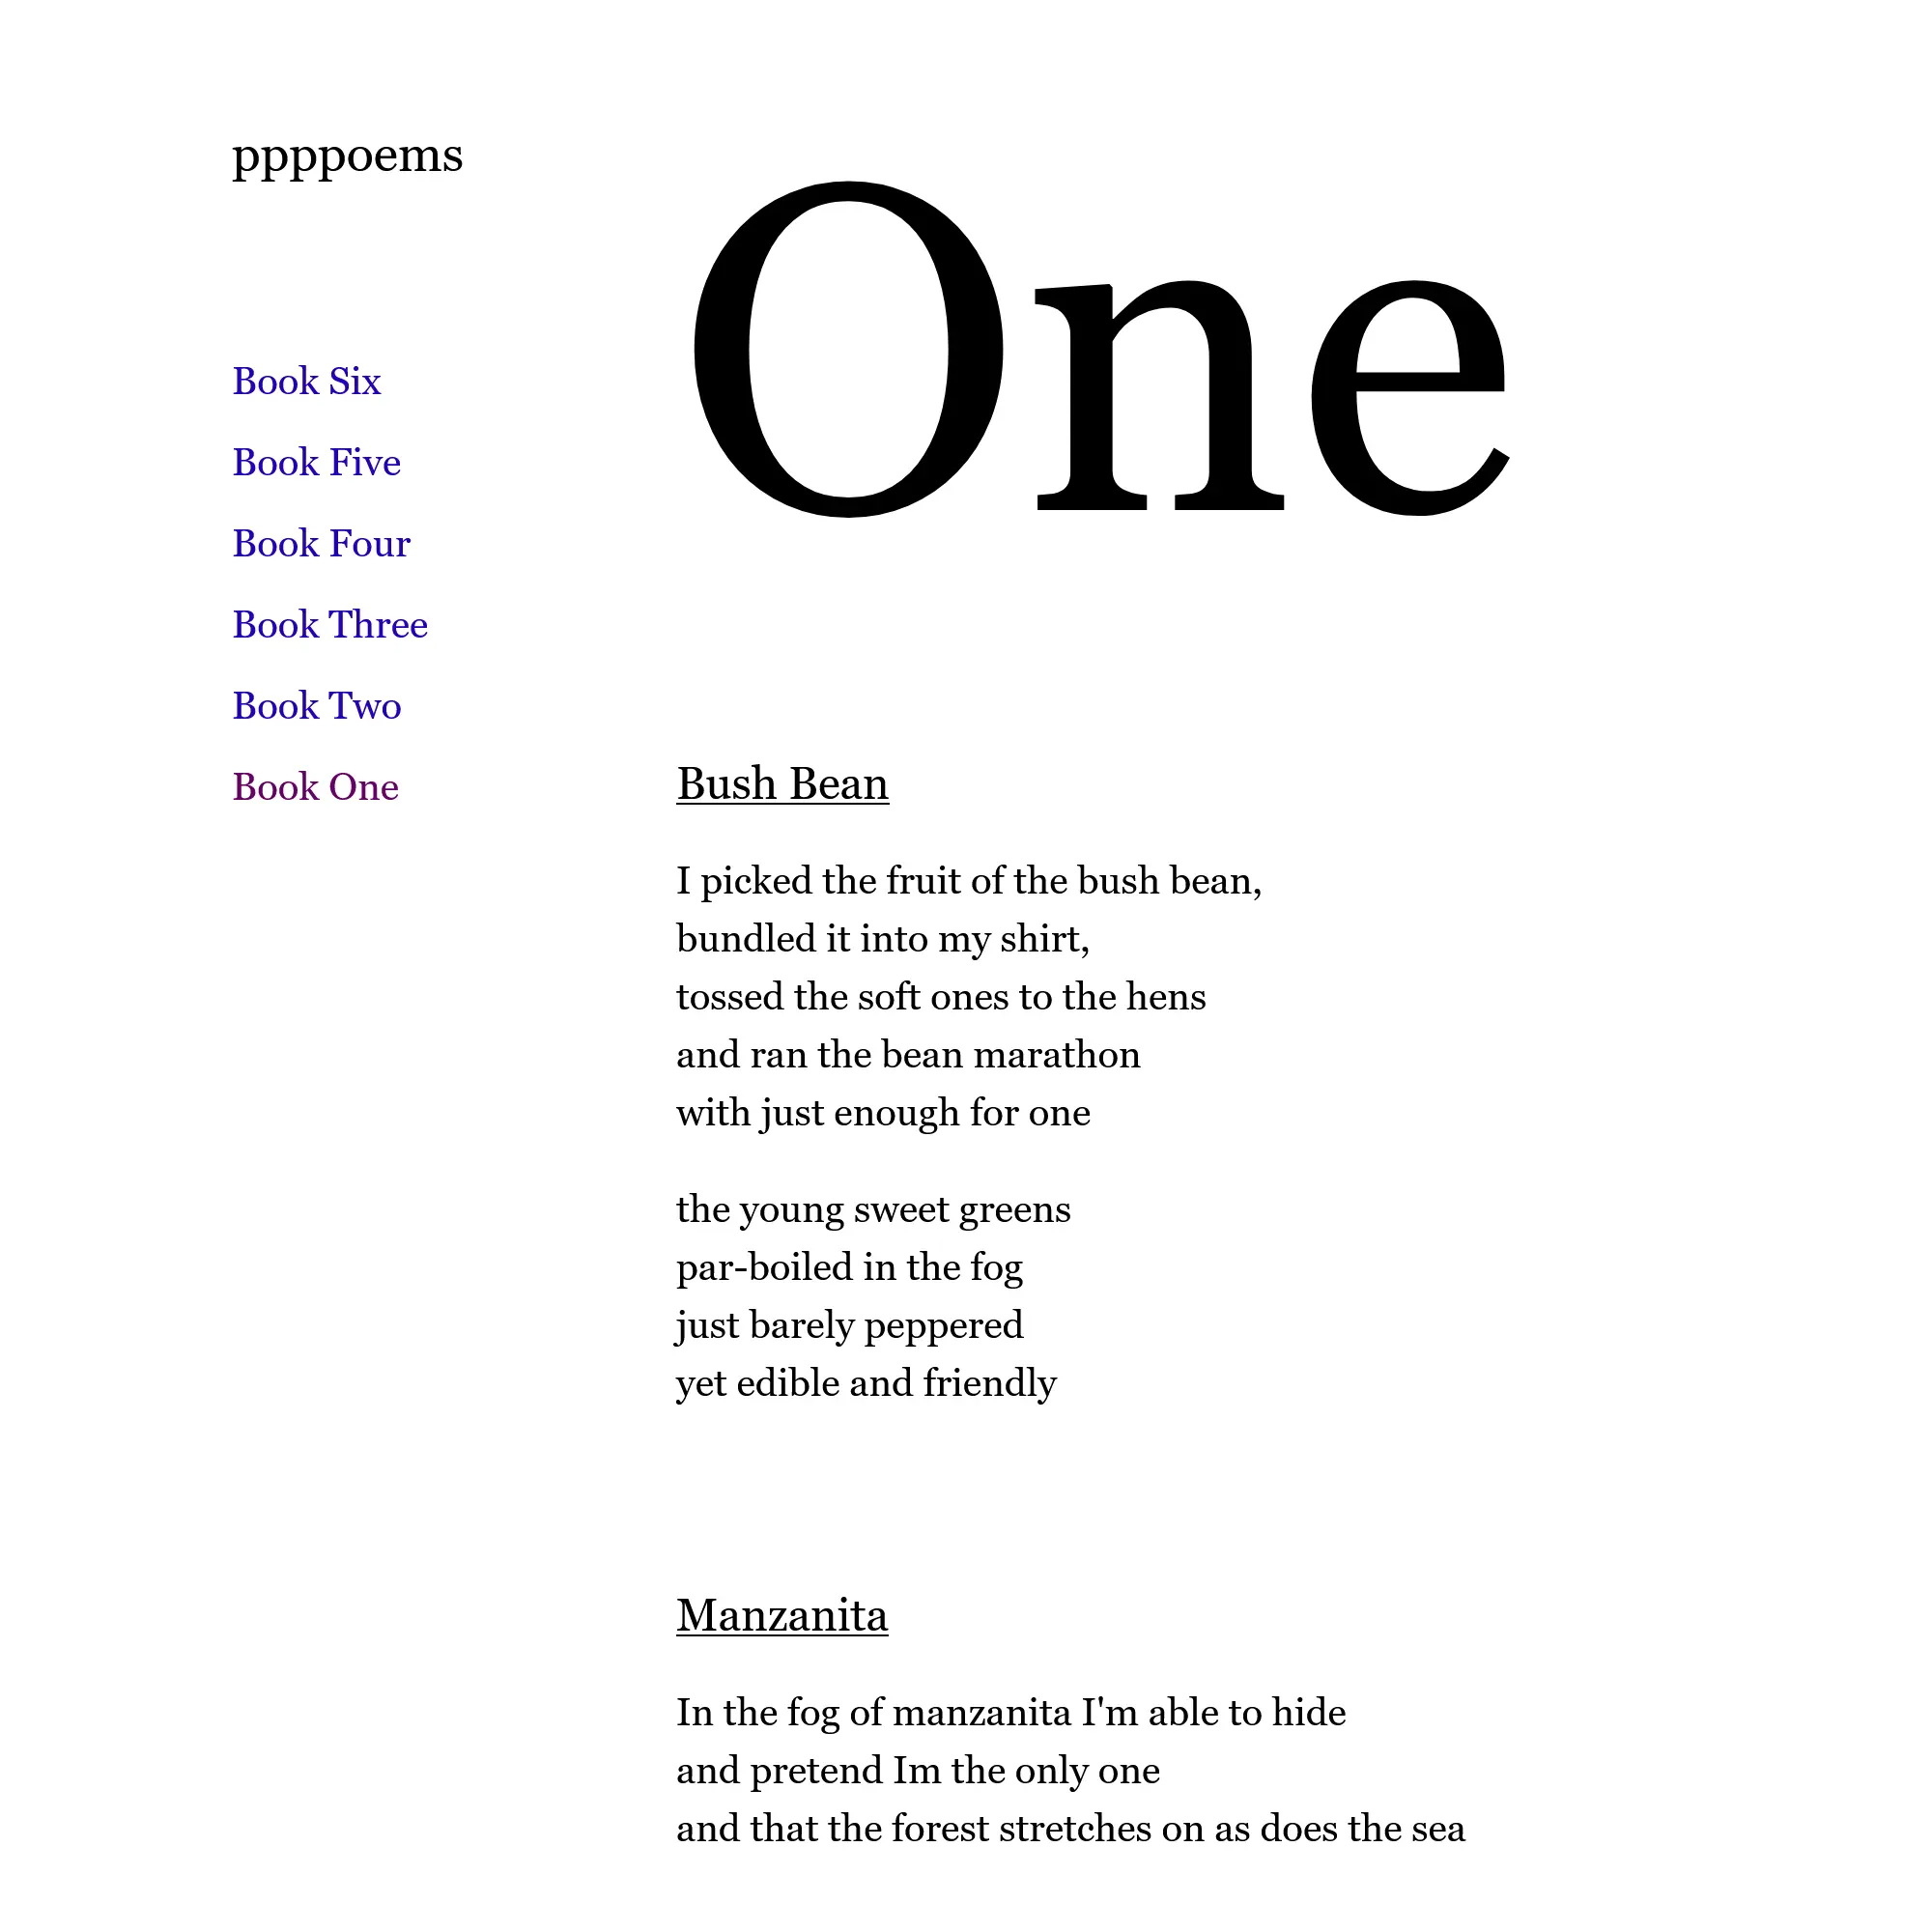 ppppoems
Book Six
Book Five
Book Four
Book Three
Book Two
Book One
One
Bush Bean
I picked the fruit of the bush bean,
bundled it into my shirt,
tossed the soft ones to the hens
and ran the bean marathon
with just enough for one
the young sweet greens
par-boiled in the fog
just barely peppered
yet edible and friendly
Manzanita
In the fog of manzanita I'm able to hide
and pretend Im the only one
and that the forest stretches on as does the sea